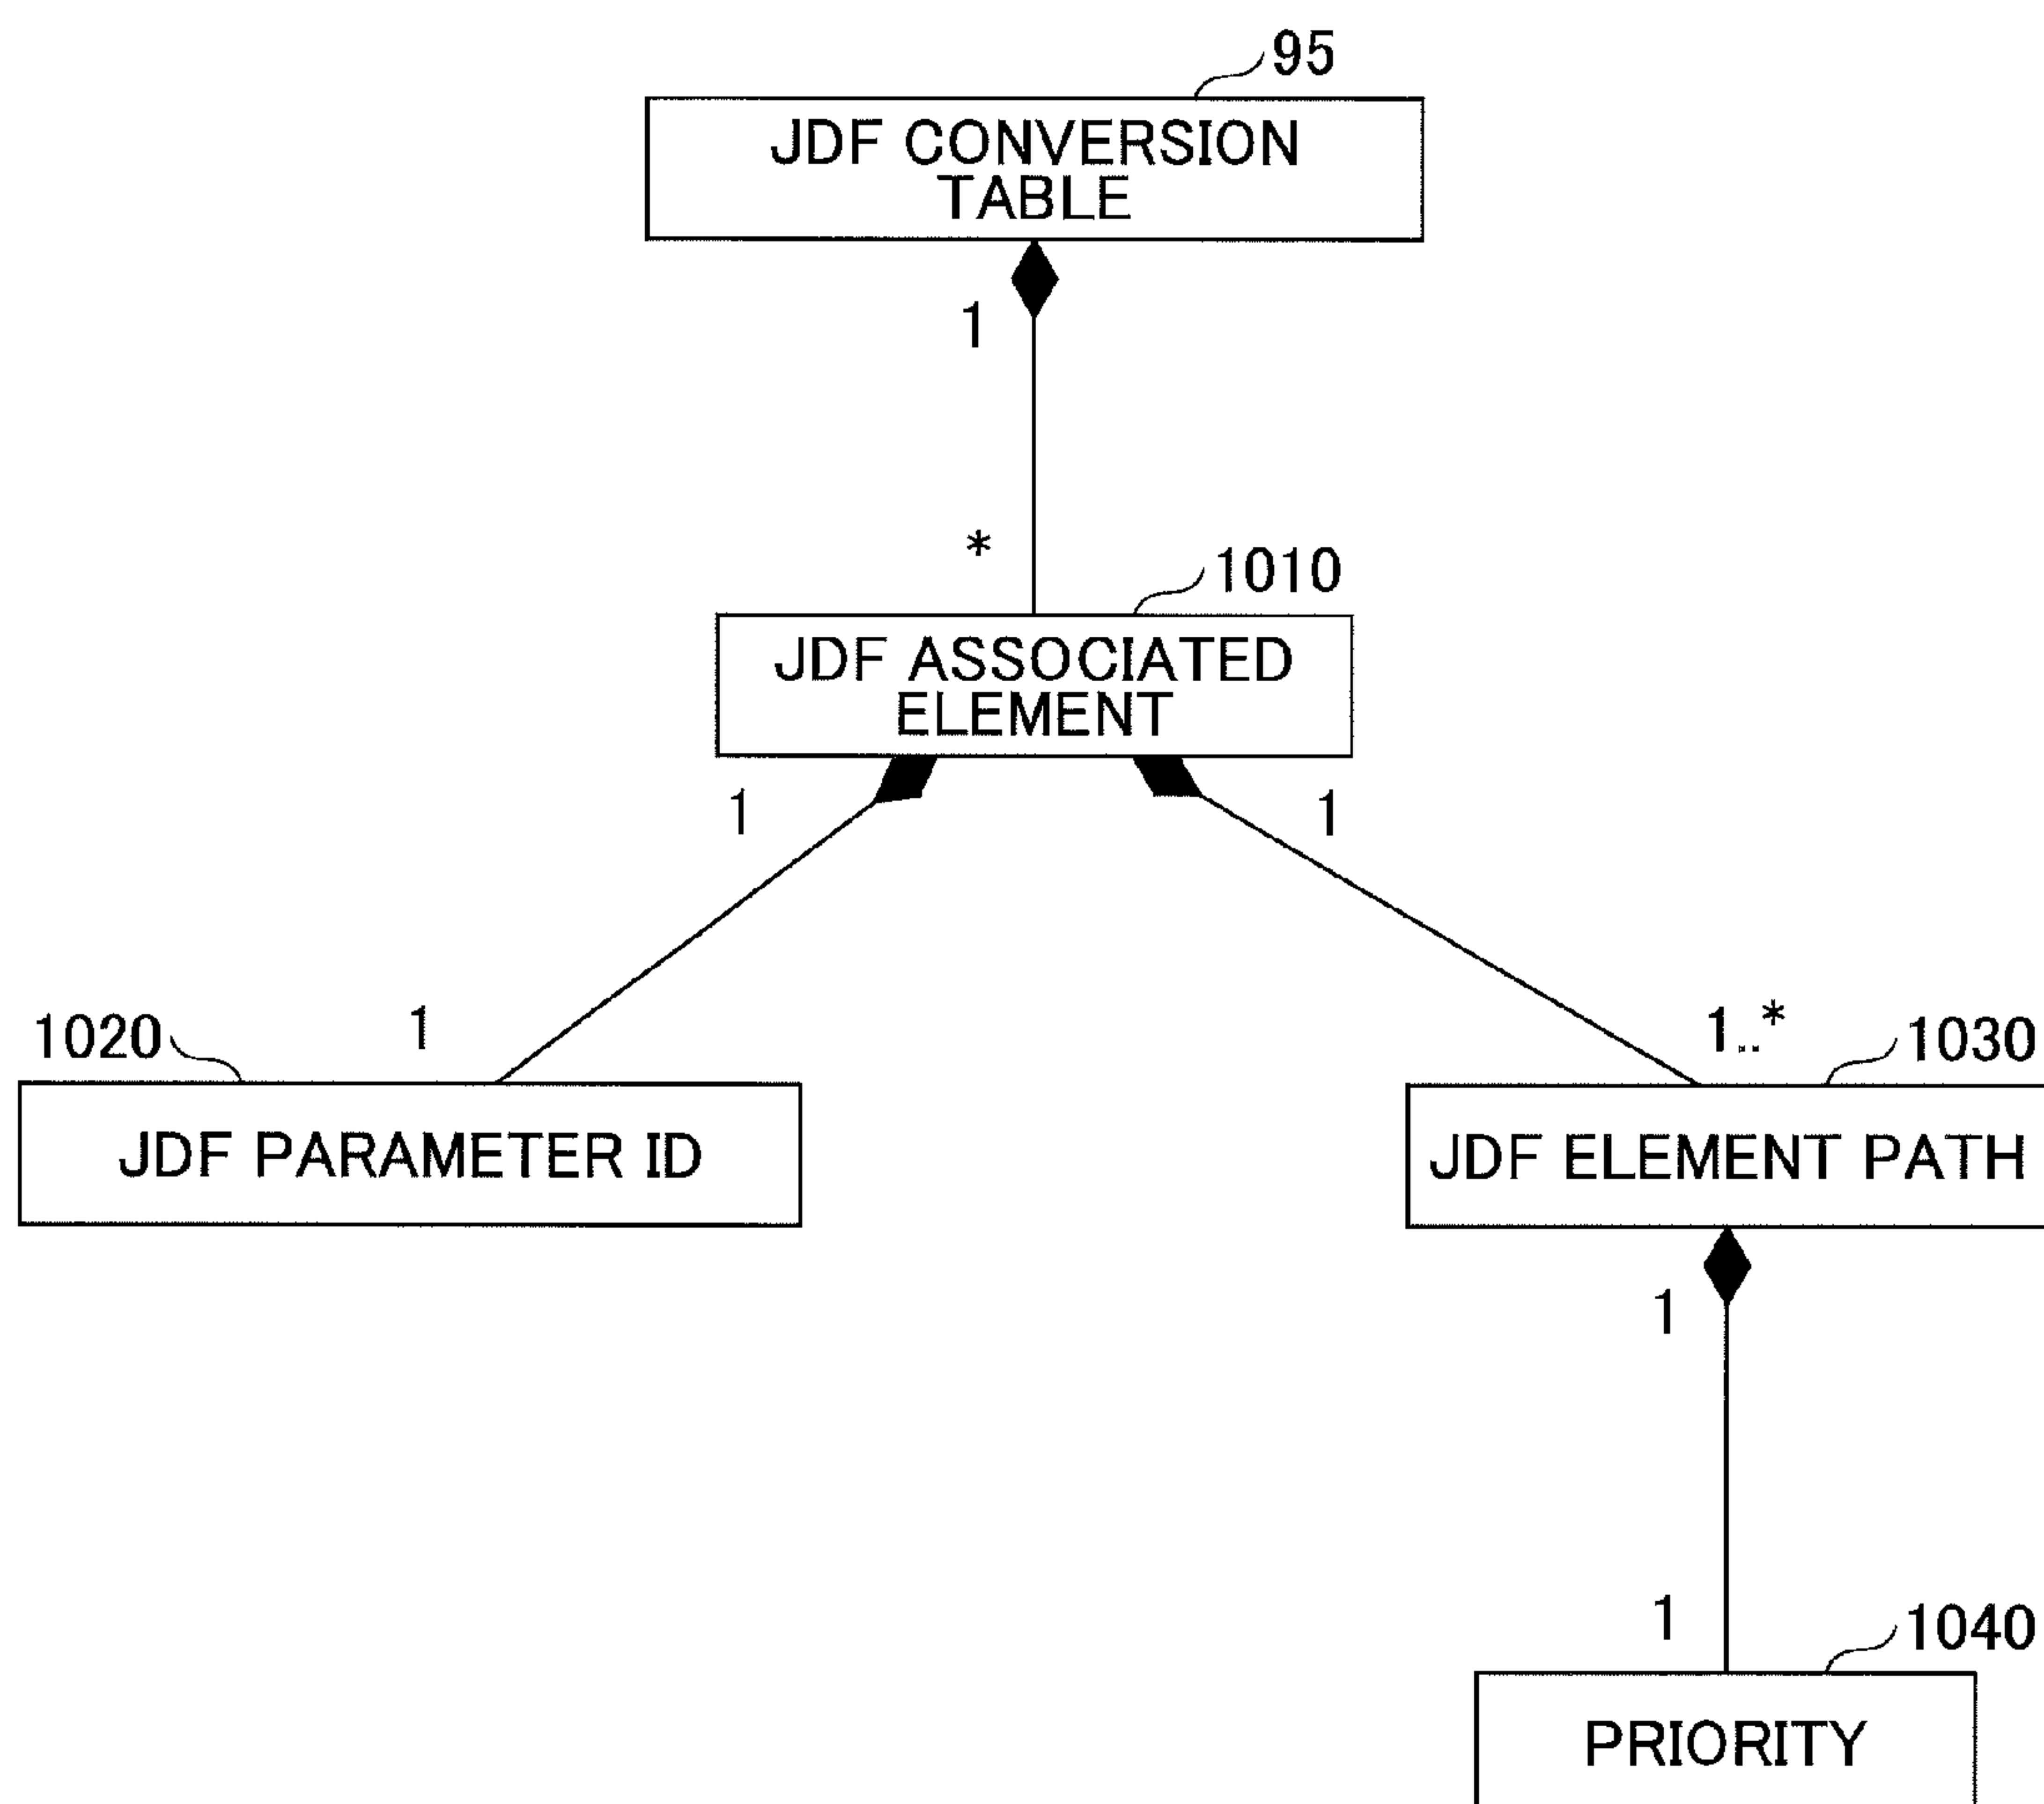 95
JDF CONVERSION
TABLE
1
*
1010
JDF ASSOCIATED
ELEMENT
1
1
1020
1
1..*
1030
JDF PARAMETER ID
JDF ELEMENT PATH
1
1
1040
PRIORITY